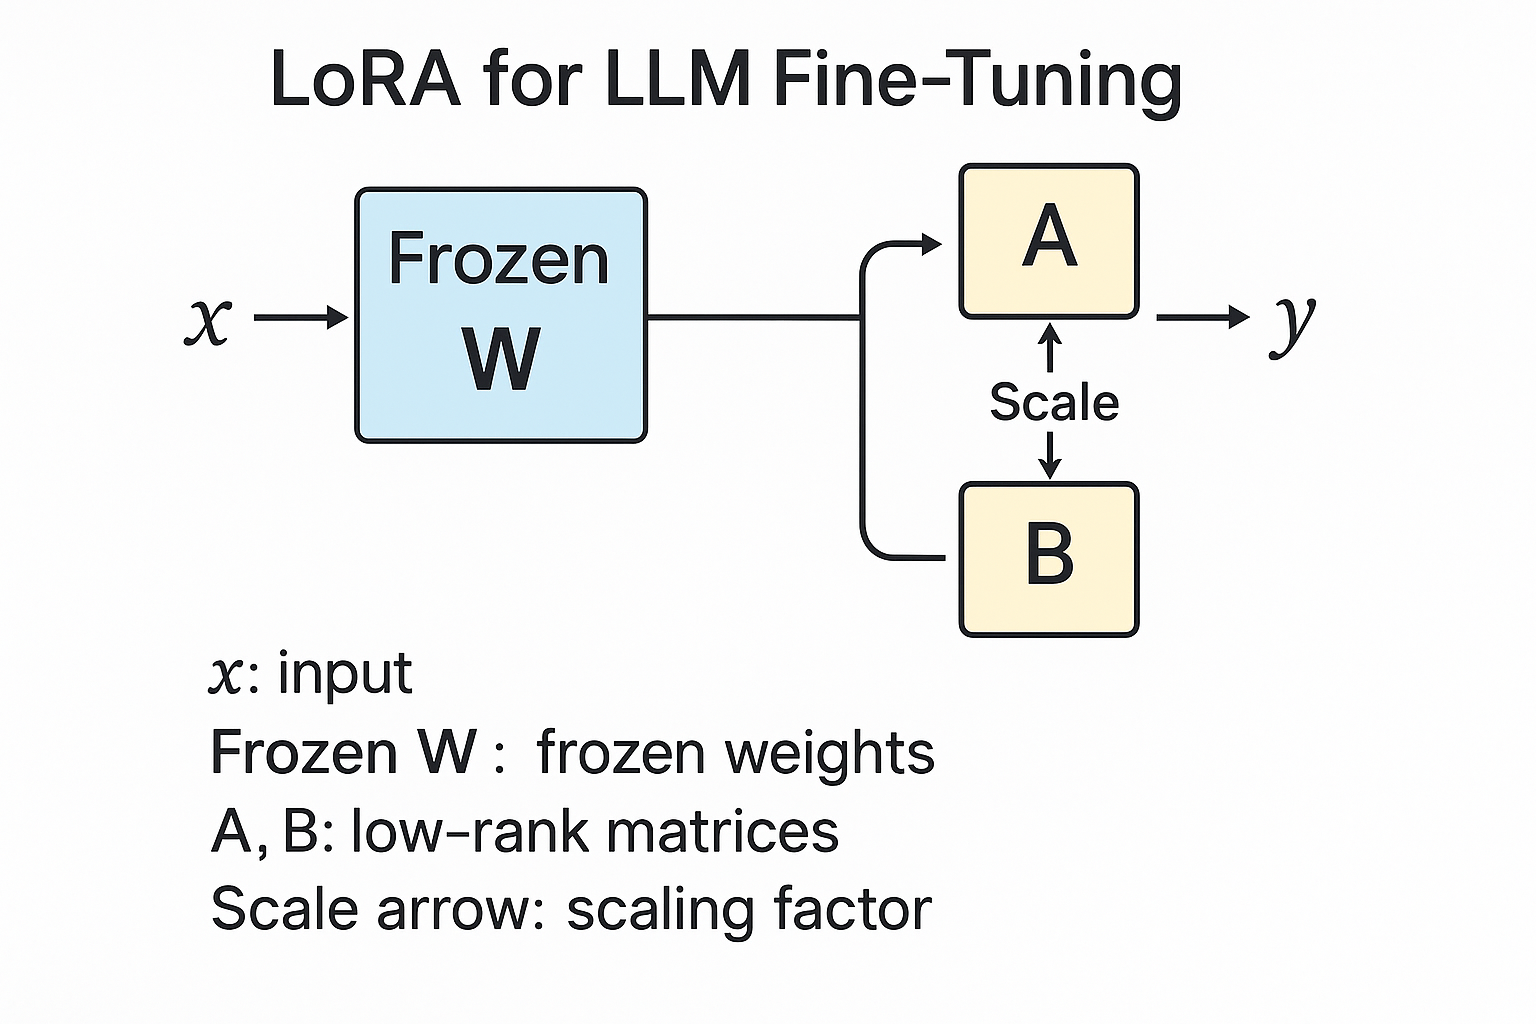 LoRA for LLM Fine-Tuning
A
Frozen
W
x
y
Scale
B
x: input
Frozen W : frozen weights
A, B: low-rank matrices
Scale arrow: scaling factor